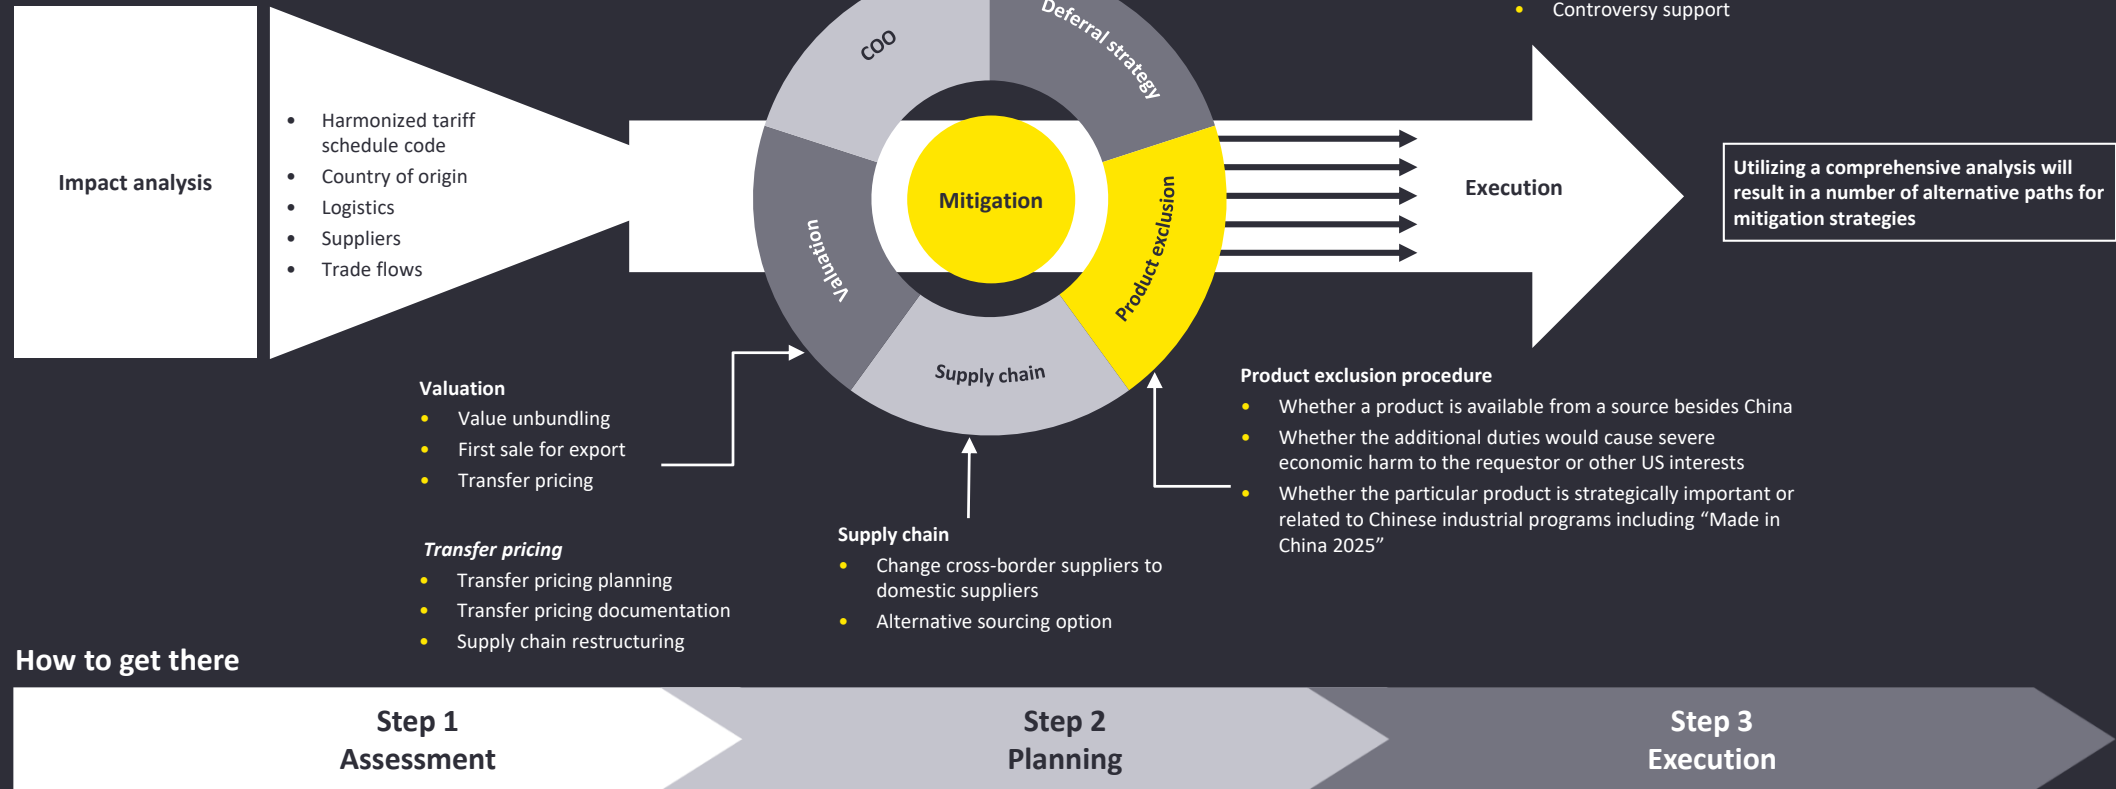 Controversy support
COO
Deferral strategy
Impact analysis
Harmonized tariff
schedule code
Country of origin
Logistics
Suppliers
Trade flows
Mitigation
Valuation
Product exclusion
Supply chain
Execution
Utilizing a comprehensive analysis will
result in a number of alternative paths for
mitigation strategies
Valuation
Value unbundling
First sale for export
Transfer pricing
Transfer pricing
Transfer pricing planning
Transfer pricing documentation
Supply chain restructuring
Supply chain
Change cross-border suppliers to
domestic suppliers
Alternative sourcing option
Product exclusion procedure
Whether a product is available from a source besides China
Whether the additional duties would cause severe
economic harm to the requestor or other US interests
Whether the particular product is strategically important or
related to Chinese industrial programs including “Made in
China 2025”
How to get there
Step 1
Assessment
Step 2
Planning
Step 3
Execution